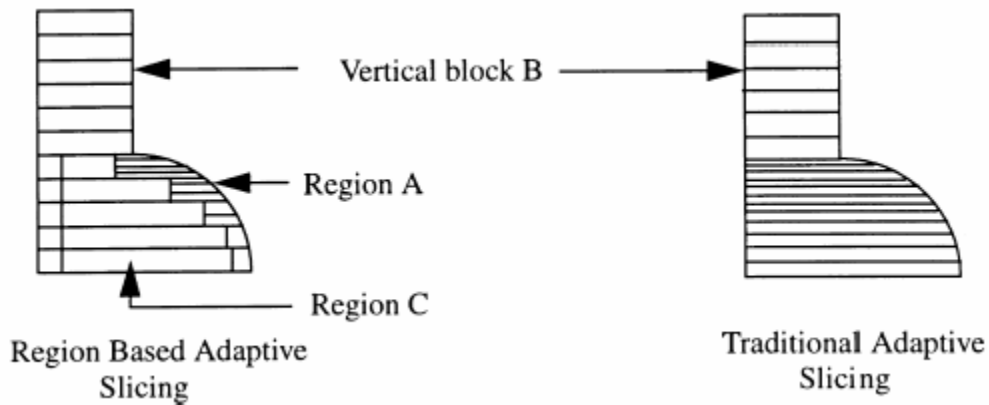 Vertical block B
Region A
Region C
Region Based Adaptive
Slicing
Traditional Adaptive
Slicing